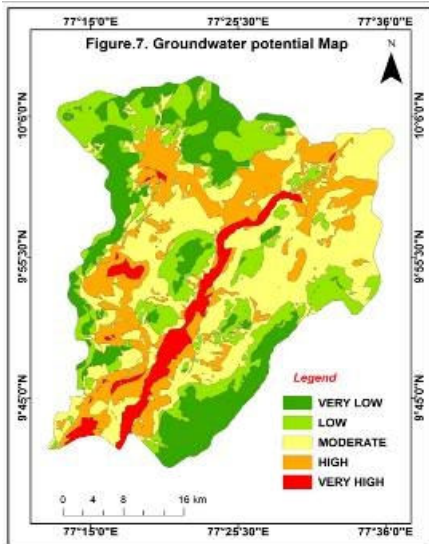 77°15'0"E 77°25'30"E 77°36'0"E
Figure.7. Groundwater potential Map
N
10°6'0"N 10°6'0"N
9°55'30"N 9°55'30"N
9°45'0"N 9°45'0"N
Legend
VERY LOW
LOW
MODERATE
HIGH
VERY HIGH
0 4 8 16 km
77°15'0"E 77°25'30"E 77°36'0"E